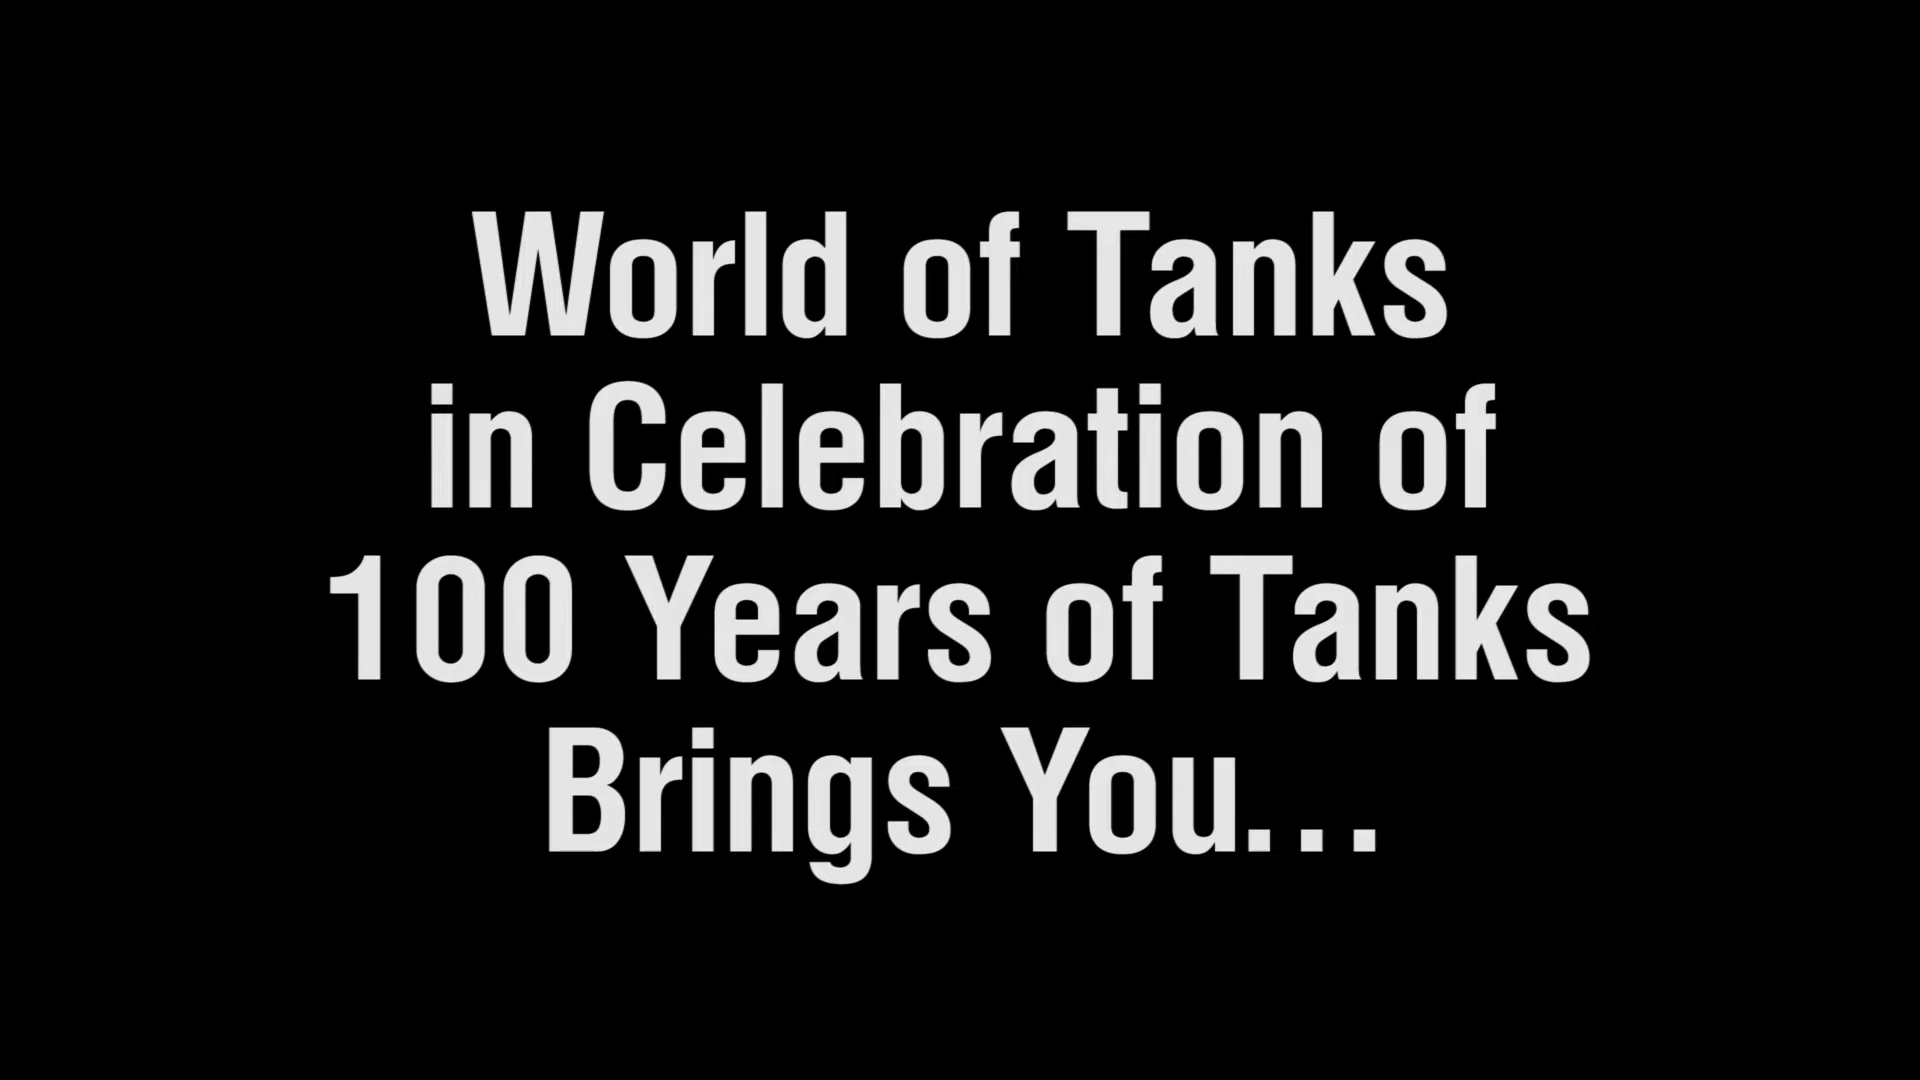 World of Tanks
in Celebration of
100 Years of Tanks
Brings You...